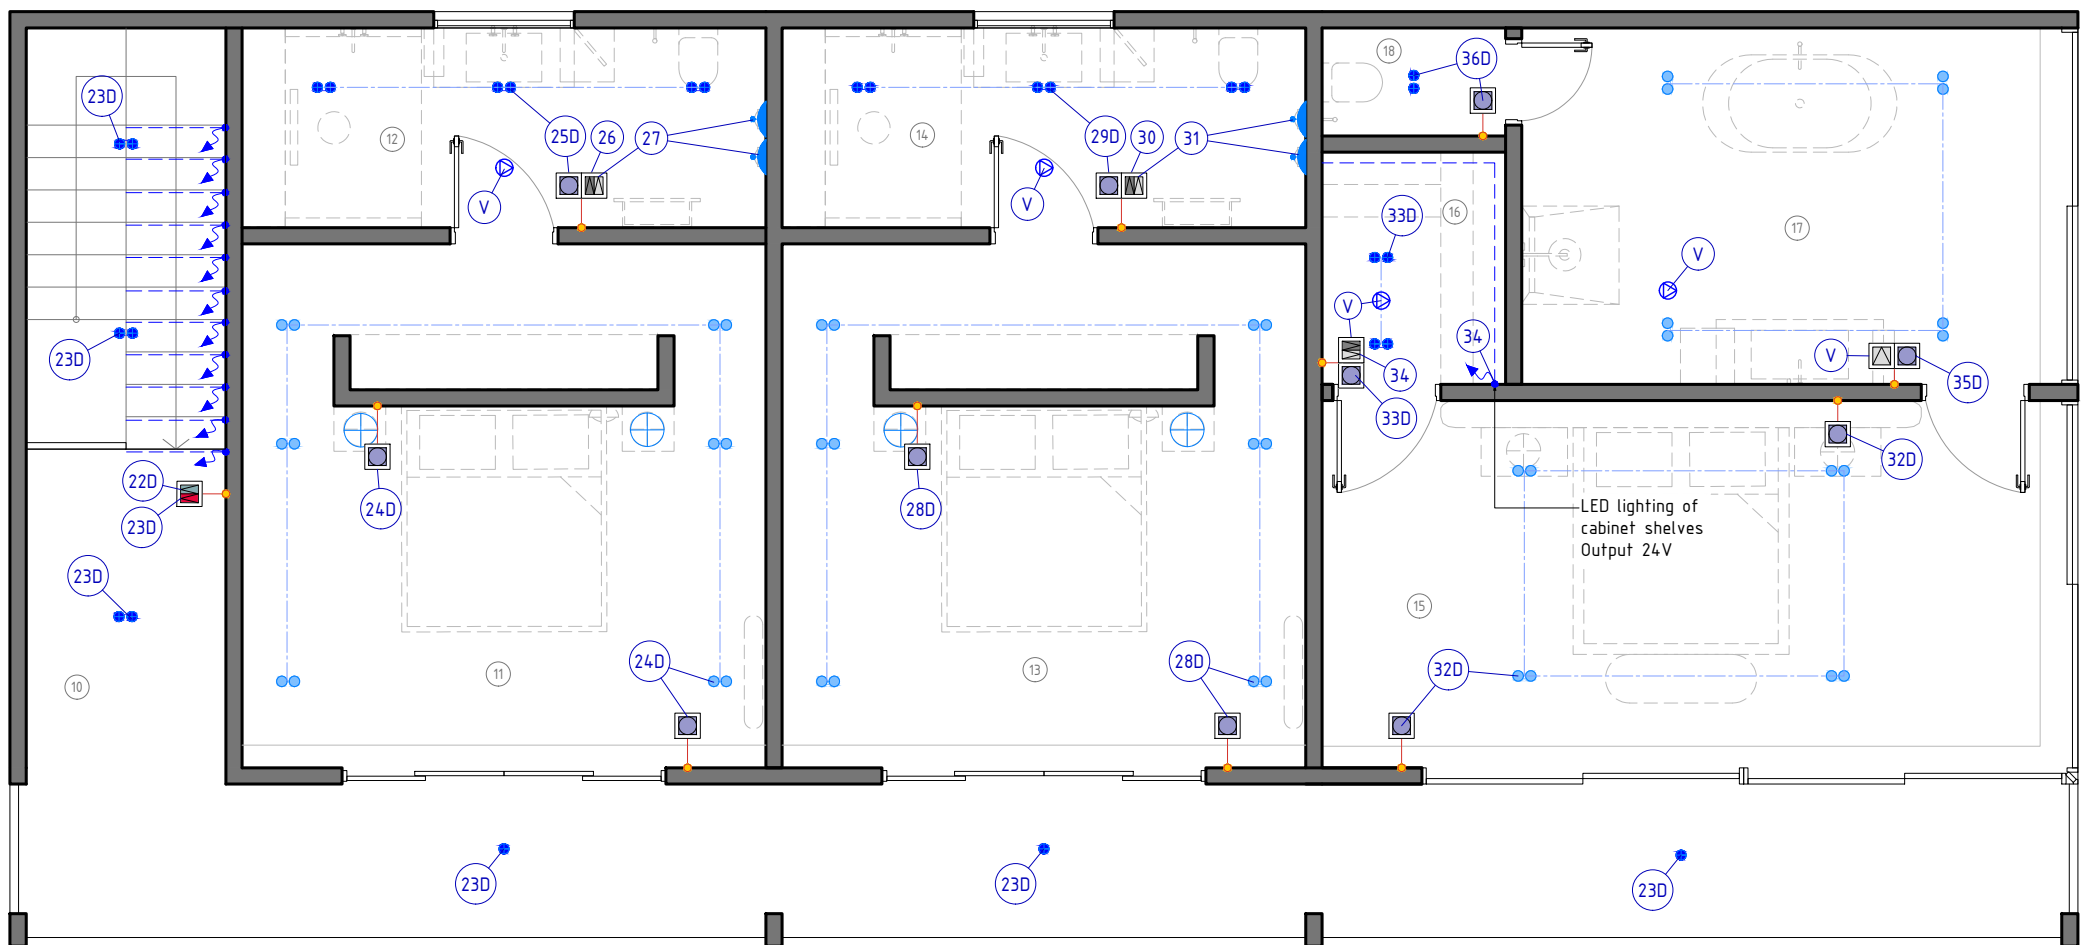 18
36D
23D
25D
26
27
29D
30
31
12
14
V
V
33D
16
17
V
V
34
23D
V
34
35D
33D
32D
22D
24D
28D
LED lighting of
cabinet shelves
Output 24V
23D
23D
15
24D
28D
32D
11
13
10
23D
23D
23D